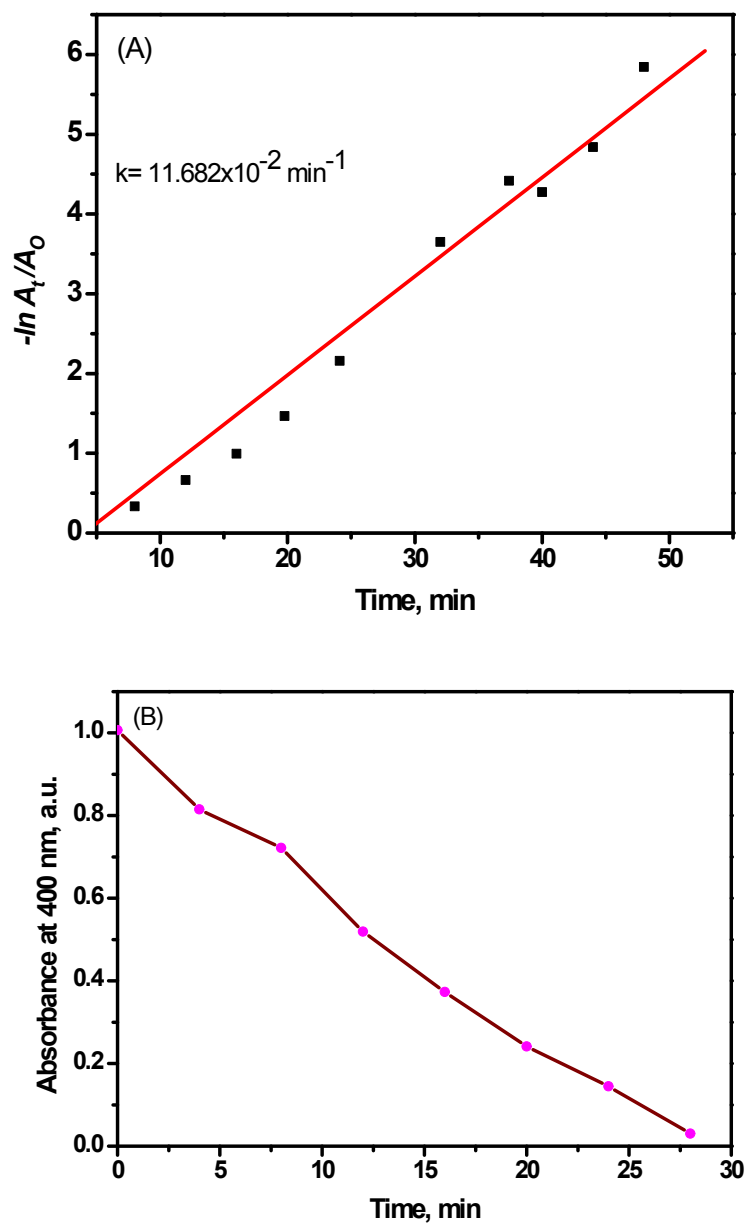 (A)
k= 11.682x10⁻² min⁻¹
-ln Aₜ/A₀
6
5
4
3
2
1
0
10 20 30 40 50
Time, min
(B)
Absorbance at 400 nm, a.u.
1.0
0.8
0.6
0.4
0.2
0.0
0 5 10 15 20 25 30
Time, min